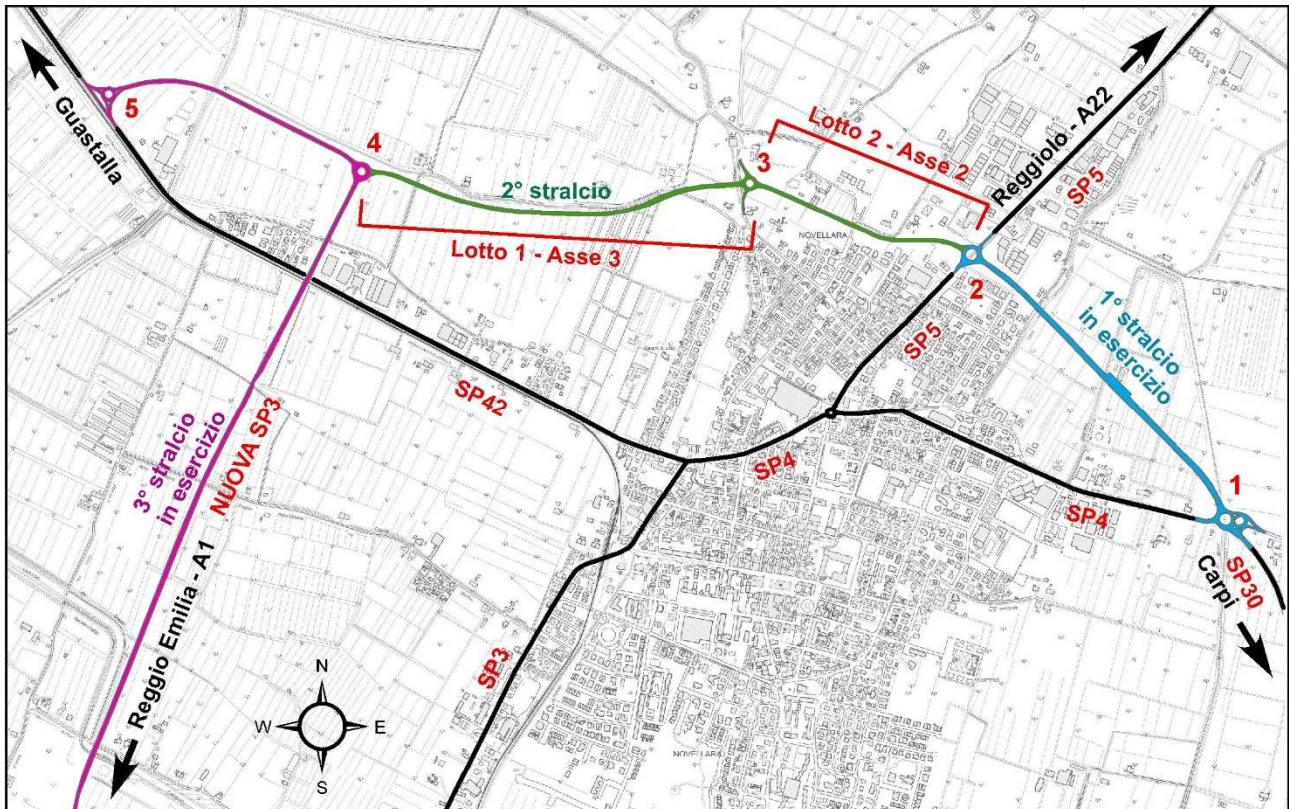 Guastalla
5
4
2° stralcio
Lotto 1 - Asse 3
3
Lotto 2 - Asse 2
Reggiolo - A22
SP5
NOVELLARA
2
SP5
1° stralcio
in esercizio
SP42
SP4
SP4
1
SP30
Carpi
3° stralcio
in esercizio
NUOVA SP3
Reggio Emilia - A1
SP3
N
W
E
S
NOVELLARA